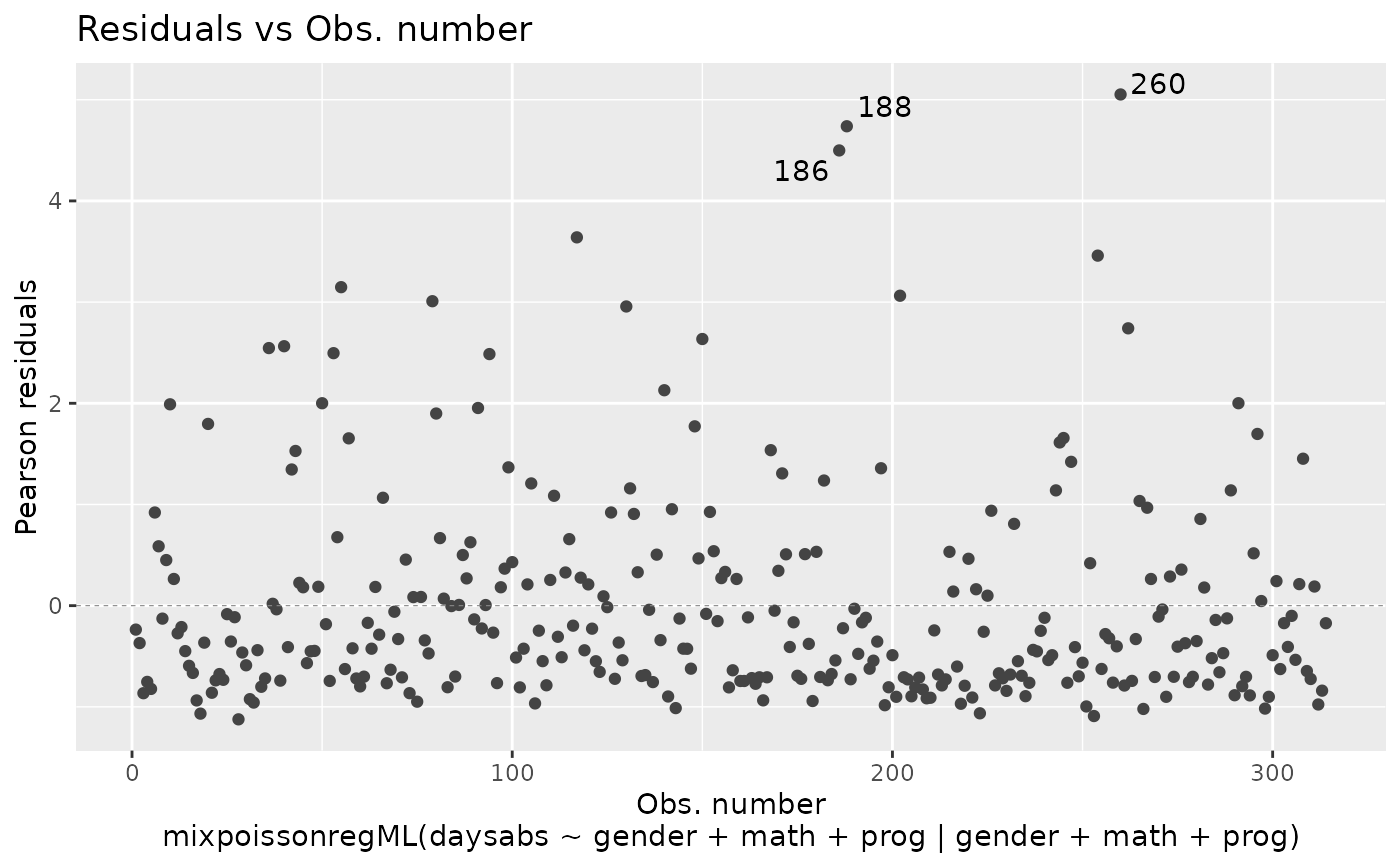 Residuals vs Obs. number
260
188
186
4
2
0
Pearson residuals
0 100 200 300
Obs. number
mixpoissonregML(daysabs ~ gender + math + prog | gender + math + prog)